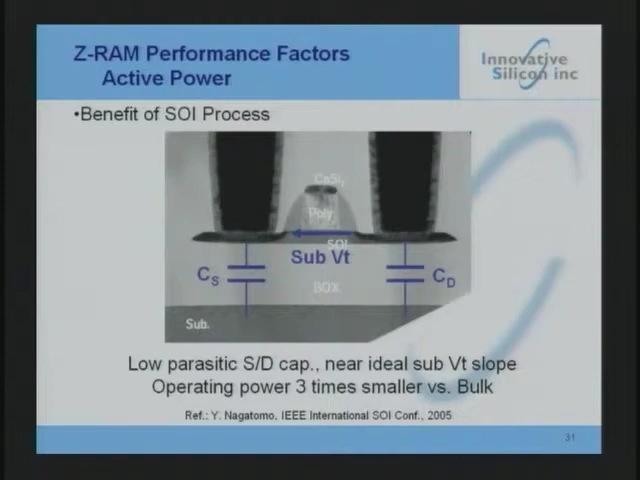 Z-RAM Performance Factors
Active Power
Innovative
Silicon inc
•Benefit of SOI Process
CoSi₂
Poly
SOI
Sub Vt
CS
CD
BOX
Sub.
Low parasitic S/D cap., near ideal sub Vt slope
Operating power 3 times smaller vs. Bulk
Ref.: Y. Nagatomo, IEEE International SOI Conf., 2005
31